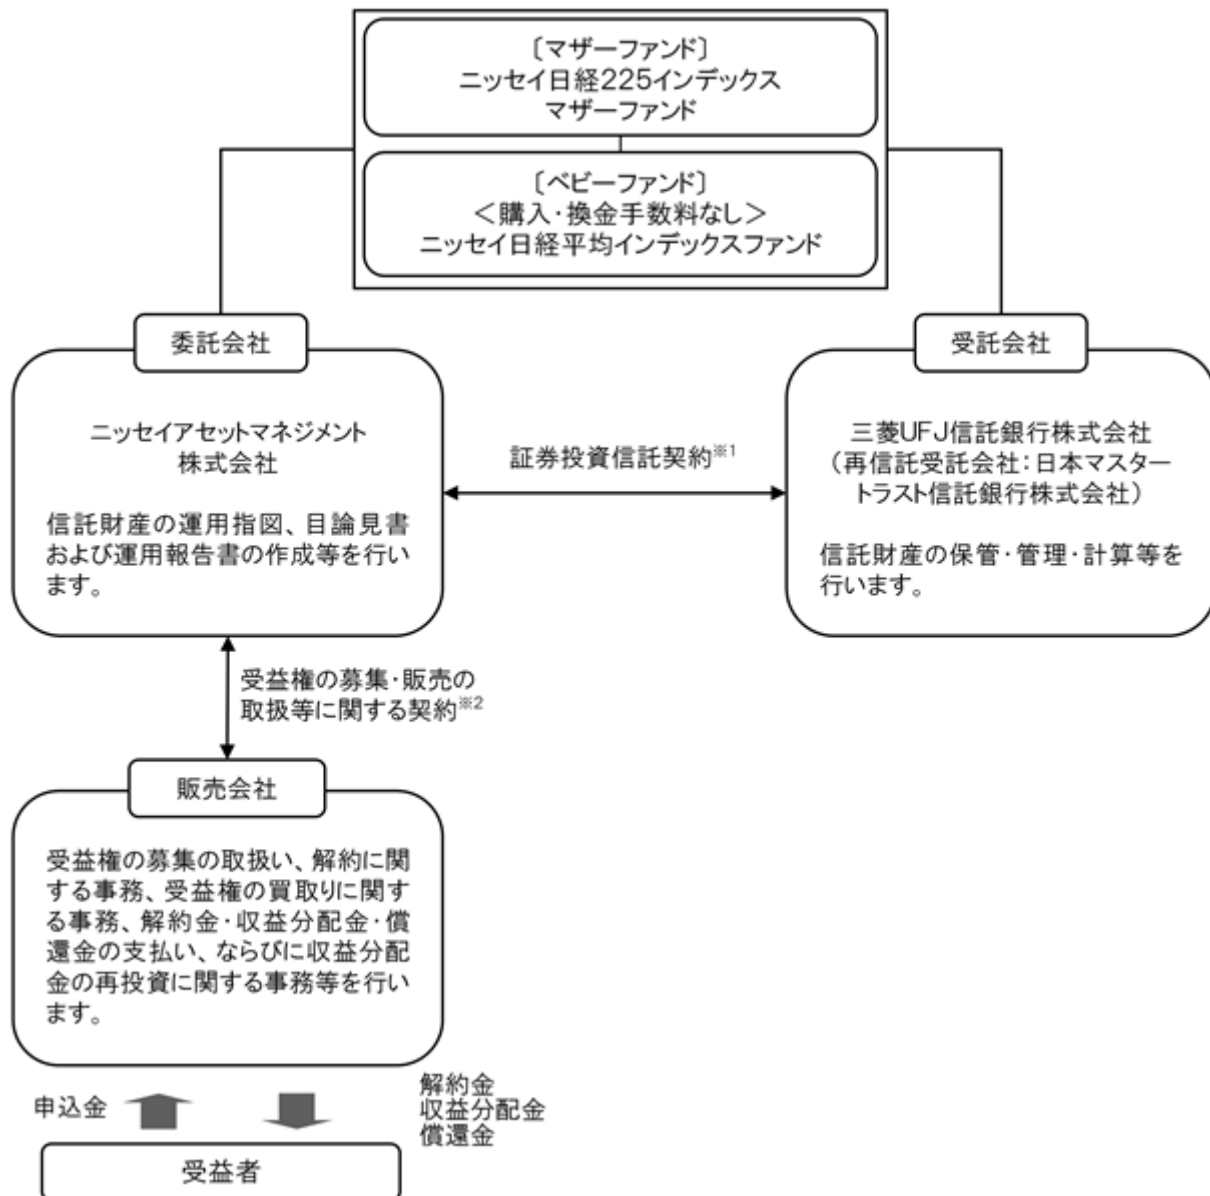 〔マザーファンド〕
ニッセイ日経225インデックス
マザーファンド
〔ベビーファンド〕
＜購入・換金手数料なし＞
ニッセイ日経平均インデックスファンド
委託会社
ニッセイアセットマネジメント
株式会社
信託財産の運用指図、目論見書
および運用報告書の作成等を行い
ます。
証券投資信託契約※1
受託会社
三菱UFJ信託銀行株式会社
（再信託受託会社：日本マスター
トラスト信託銀行株式会社）
信託財産の保管・管理・計算等を
行います。
受益権の募集・販売の
取扱等に関する契約※2
販売会社
受益権の募集の取扱い、解約に関
する事務、受益権の買取りに関す
る事務、解約金・収益分配金・償
還金の支払い、ならびに収益分配
金の再投資に関する事務等を行い
ます。
申込金
解約金
収益分配金
償還金
受益者